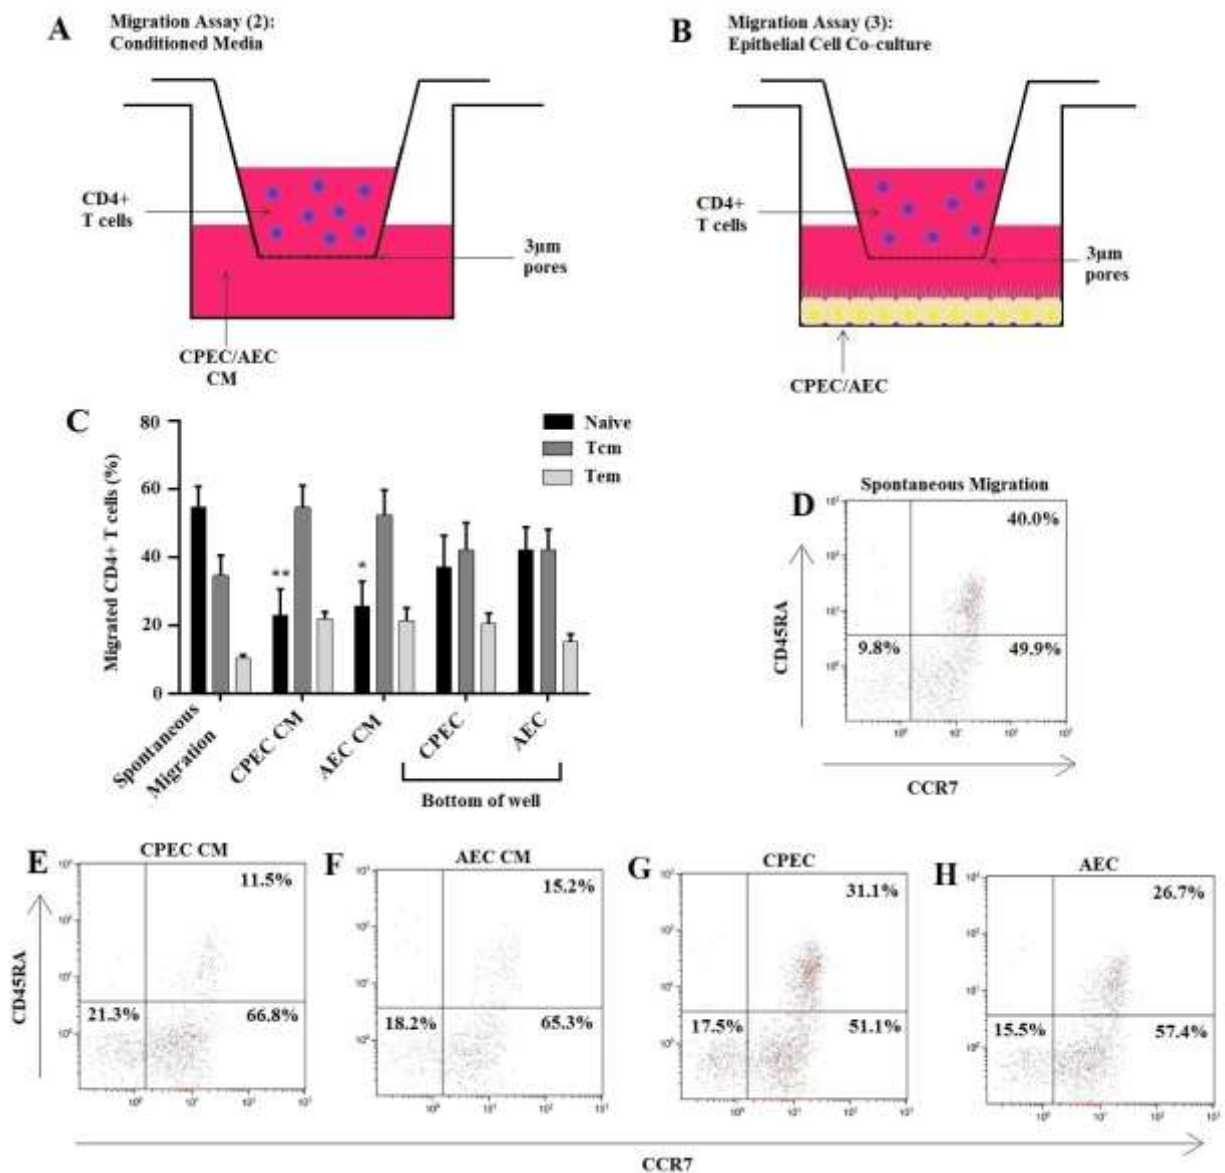 A
Migration Assay (2):
Conditioned Media
CD4+
T cells
3µm
pores
CPEC/AEC
CM
B
Migration Assay (3):
Epithelial Cell Co-culture
CD4+
T cells
3µm
pores
CPEC/AEC
C
Migrated CD4+ T cells (%)
80
60
40
20
0
Naive
Tcm
Tem
**
*
Spontaneous
Migration
CPEC CM
AEC CM
CPEC
AEC
Bottom of well
D
Spontaneous Migration
40.0%
9.8%
49.9%
CD45RA
CCR7
E
CPEC CM
11.5%
21.3%
66.8%
CD45RA
F
AEC CM
15.2%
18.2%
65.3%
G
CPEC
31.1%
17.5%
51.1%
H
AEC
26.7%
15.5%
57.4%
CCR7